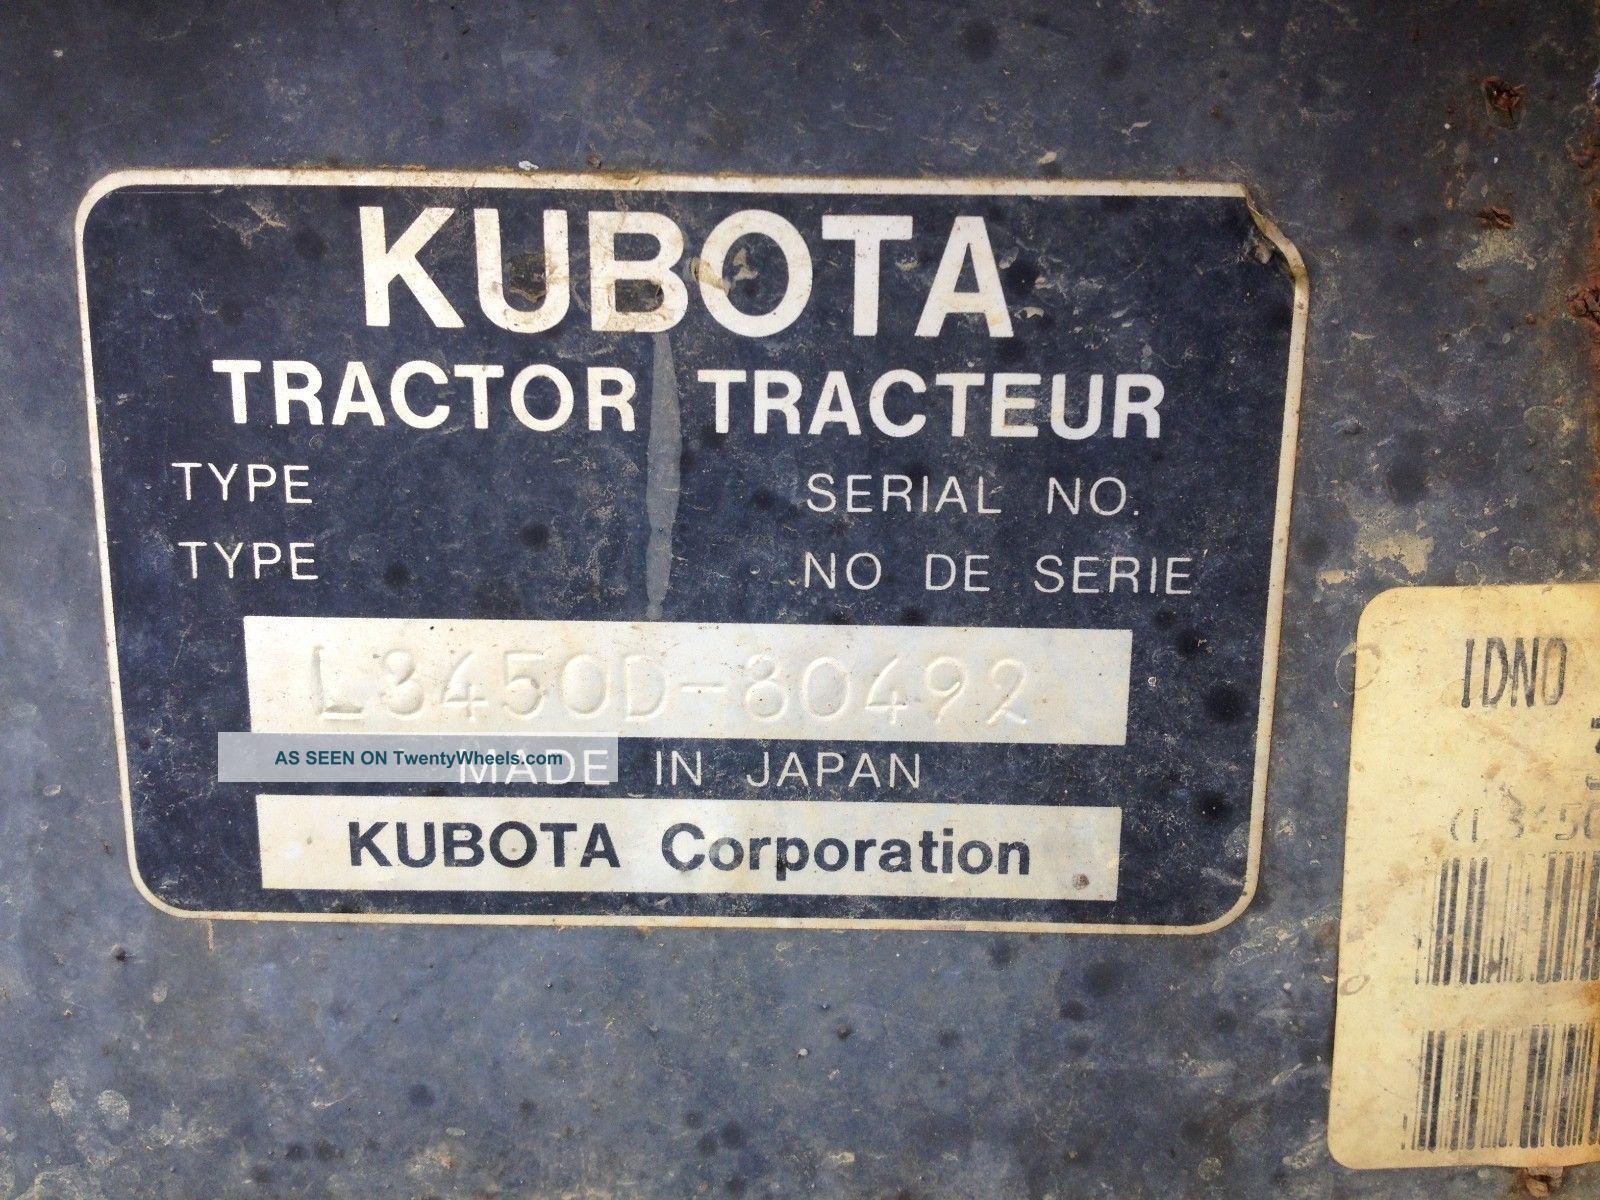 KUBOTA
TRACTOR TRACTEUR
TYPE SERIAL NO.
TYPE NO DE SERIE
L3450D-80492
AS SEEN ON TwentyWheels.com
MADE IN JAPAN
KUBOTA Corporation
IDNO